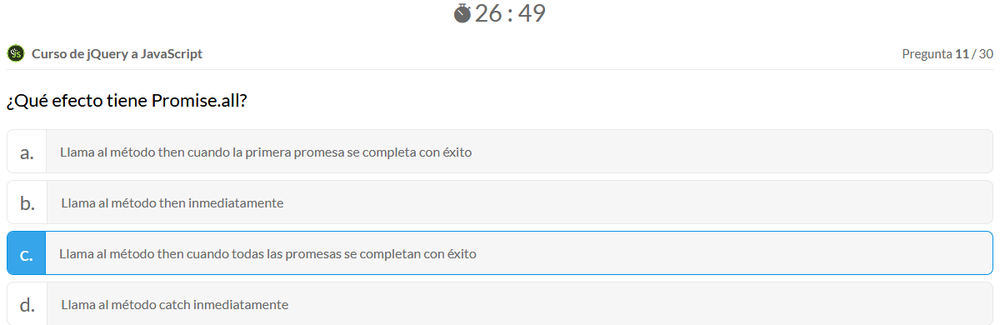 26 : 49
JS Curso de jQuery a JavaScript Pregunta 11 / 30
¿Qué efecto tiene Promise.all?
a. Llama al método then cuando la primera promesa se completa con éxito
b. Llama al método then inmediatamente
c. Llama al método then cuando todas las promesas se completan con éxito
d. Llama al método catch inmediatamente